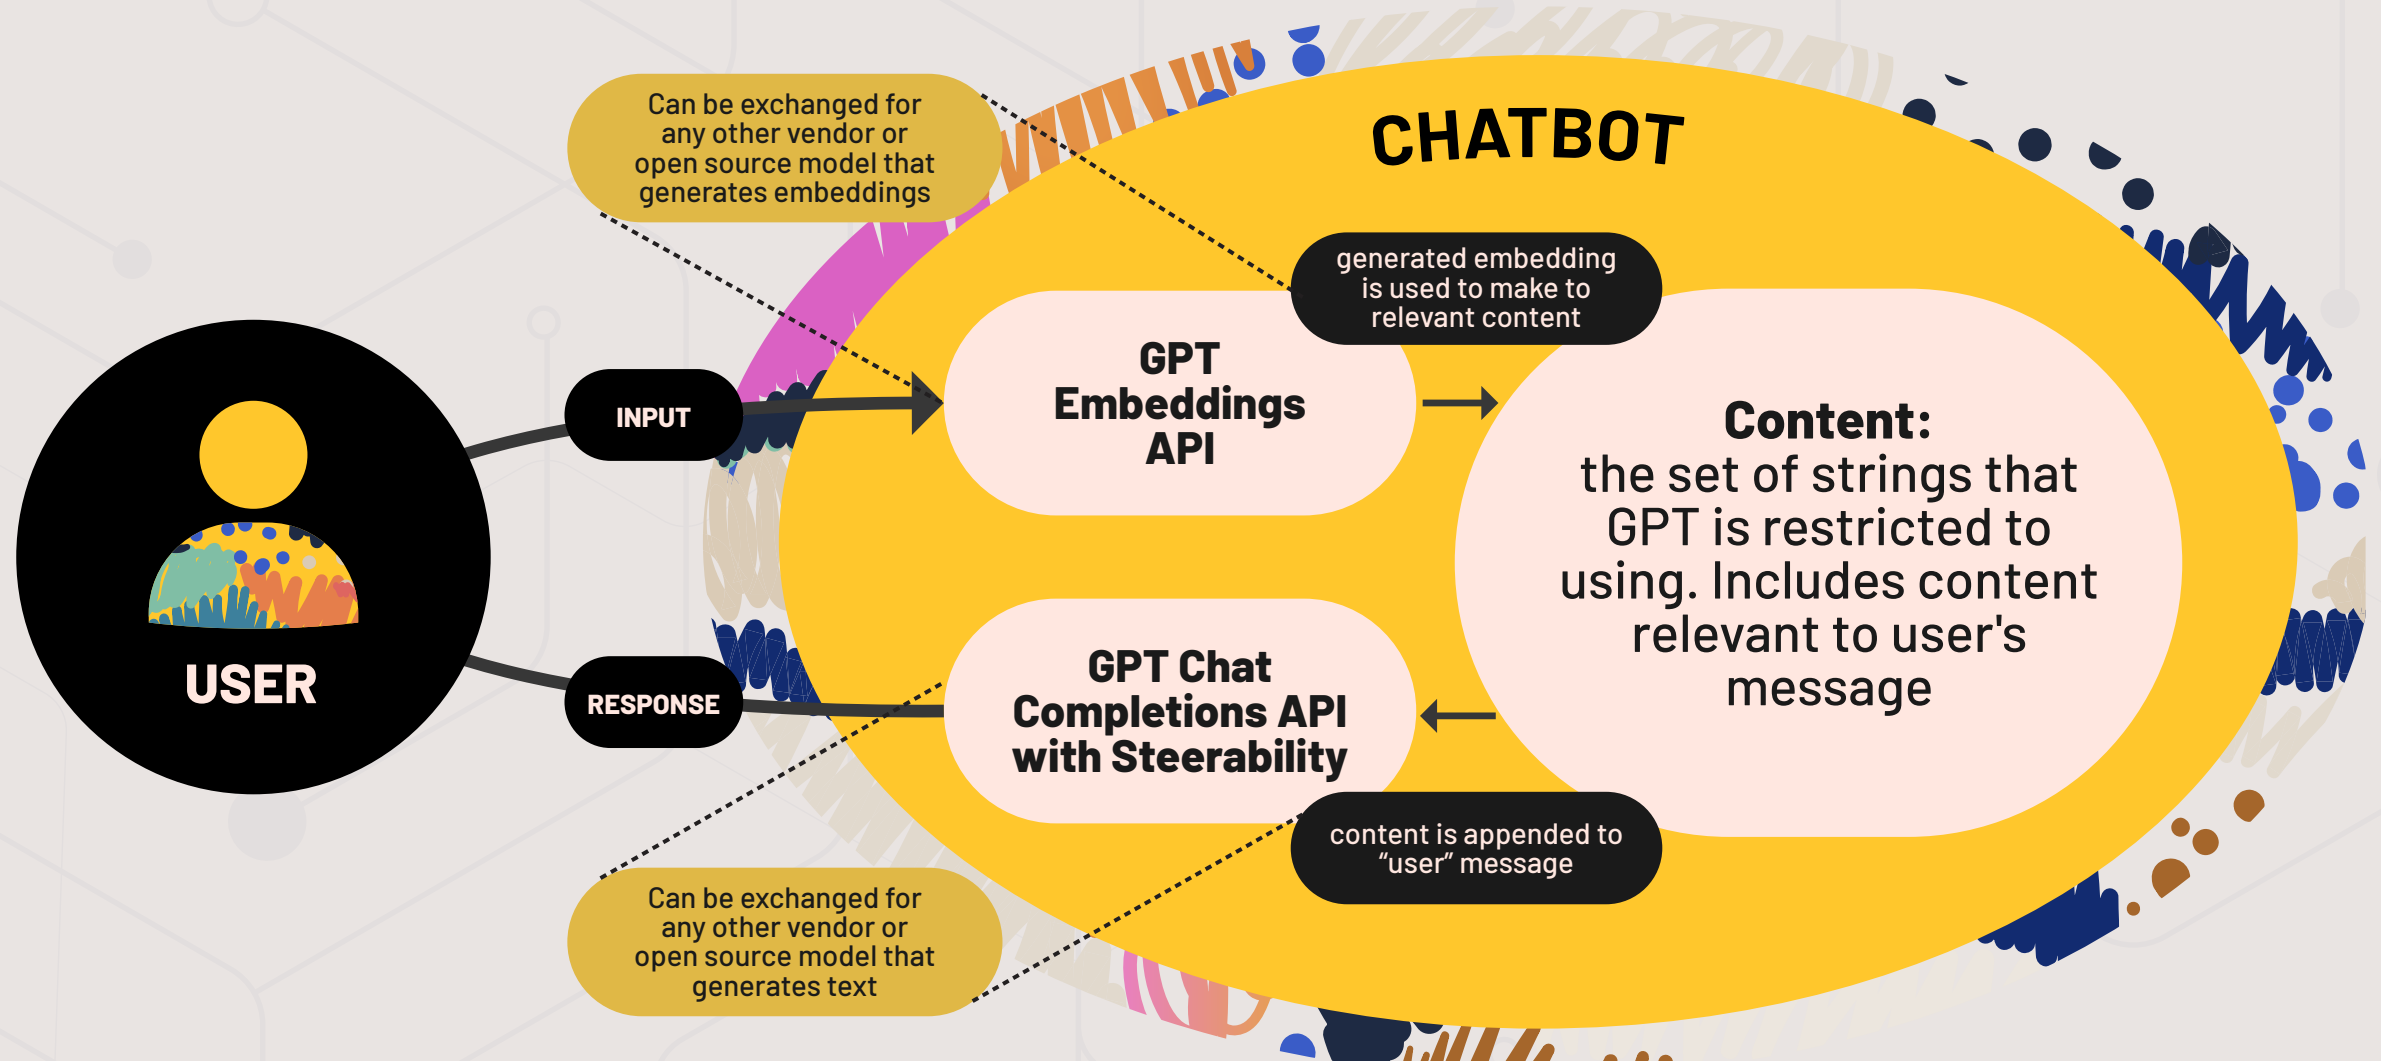 CHATBOT
Can be exchanged for
any other vendor or
open source model that
generates embeddings
generated embedding
is used to make to
relevant content
USER
INPUT
GPT
Embeddings
API
Content:
the set of strings that
GPT is restricted to
using. Includes content
relevant to user's
message
RESPONSE
GPT Chat
Completions API
with Steerability
content is appended to
“user” message
Can be exchanged for
any other vendor or
open source model that
generates text